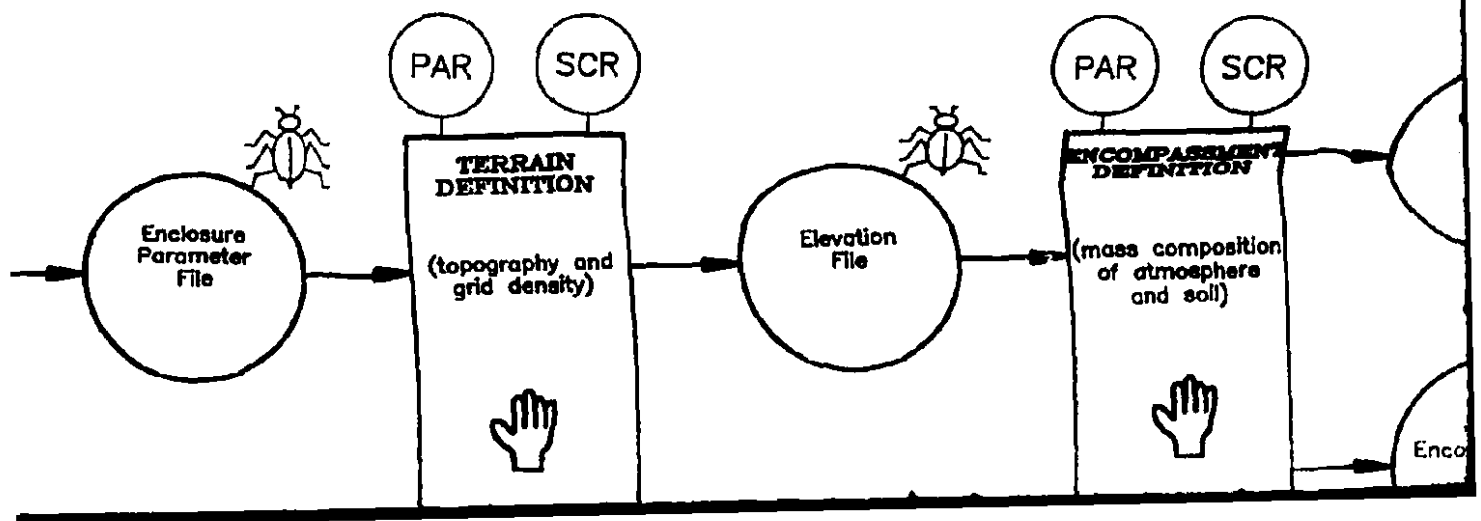 PAR
SCR
PAR
SCR
Enclosure
Parameter
File
TERRAIN
DEFINITION
(topography and
grid density)
Elevation
File
ENCOMPASSMENT
DEFINITION
(mass composition
of atmosphere
and soil)
Enco